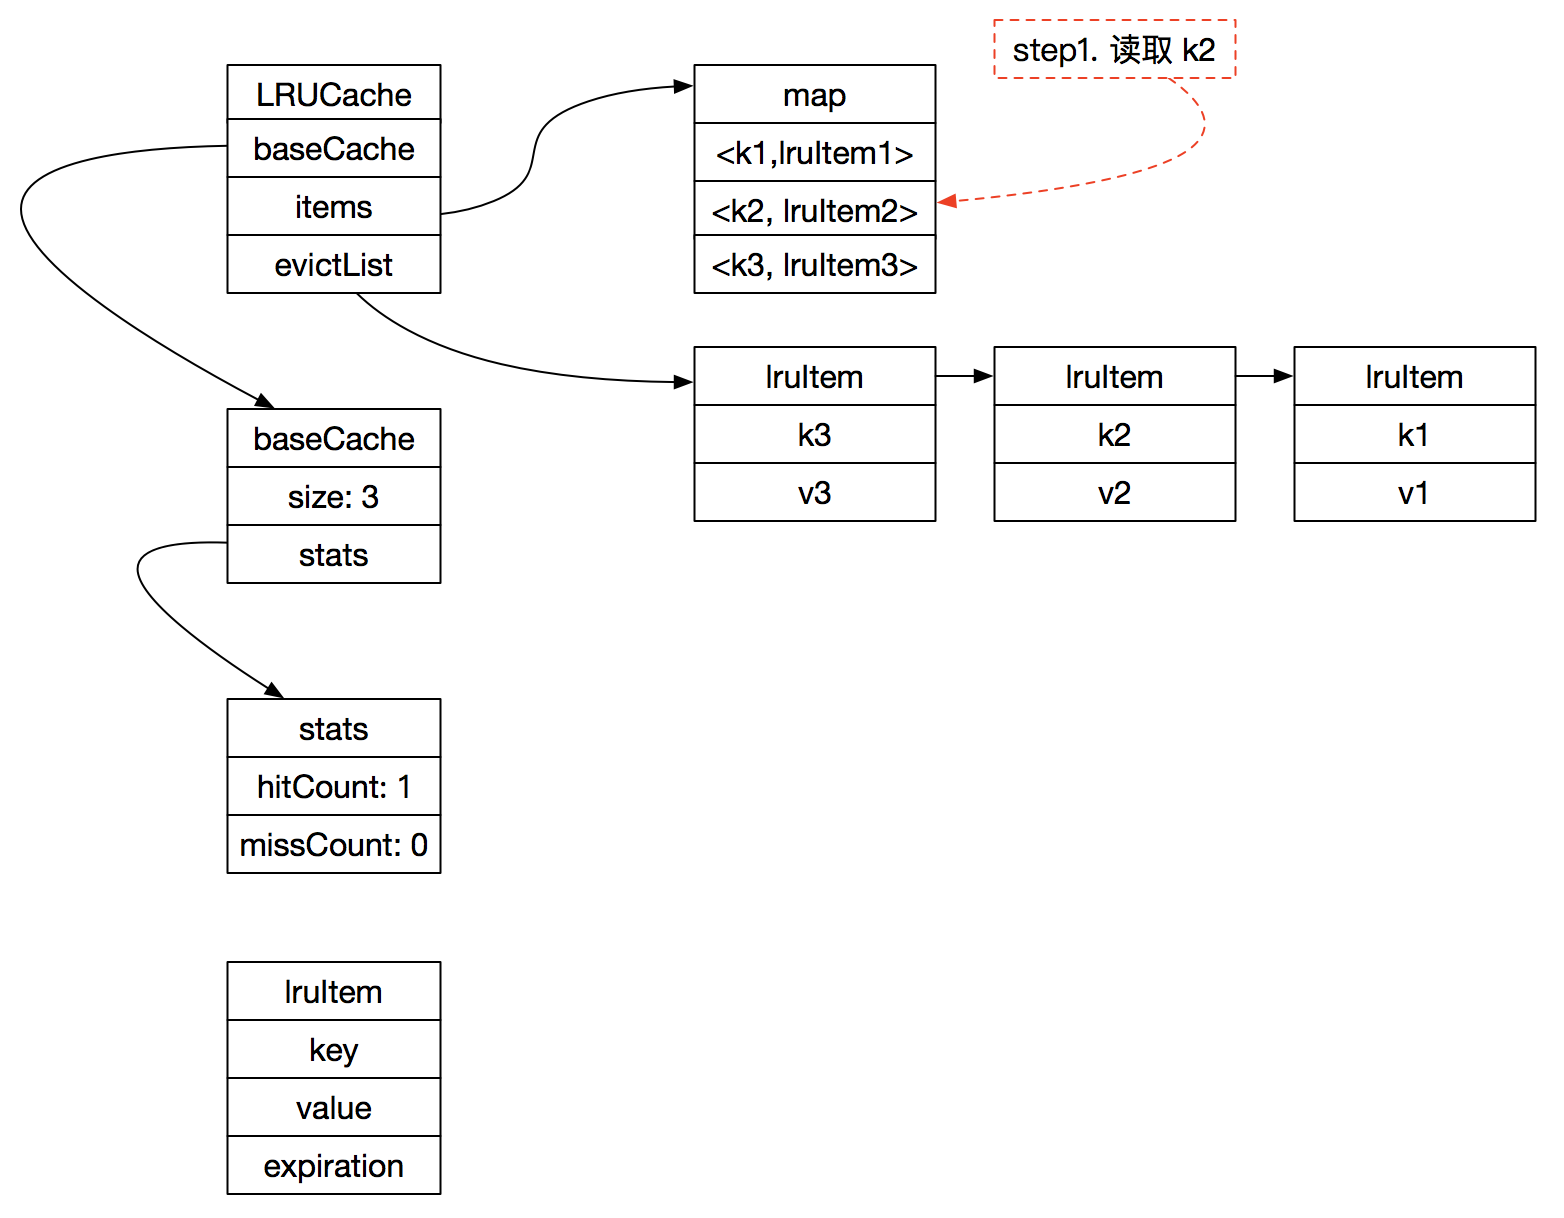 step1. 读取 k2
LRUCache
baseCache
items
evictList
map
<k1,lruItem1>
<k2, lruItem2>
<k3, lruItem3>
lruItem
k3
v3
lruItem
k2
v2
lruItem
k1
v1
baseCache
size: 3
stats
stats
hitCount: 1
missCount: 0
lruItem
key
value
expiration